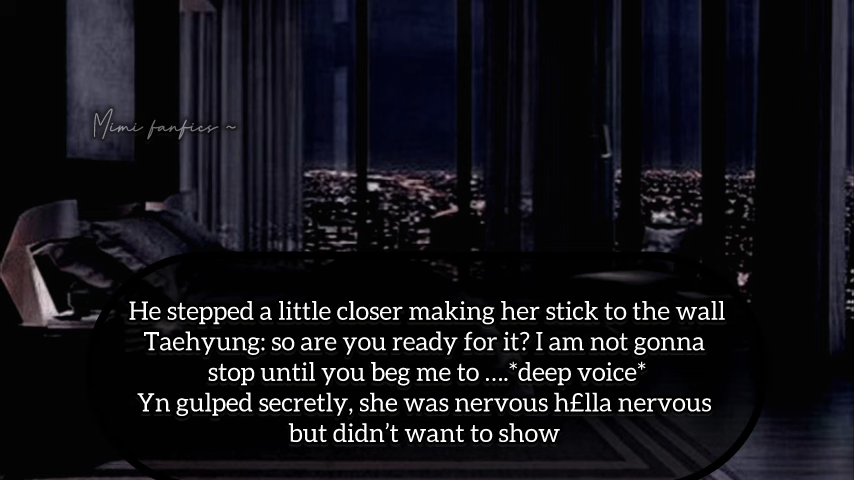 Mimi fanfics ~
He stepped a little closer making her stick to the wall
Taehyung: so are you ready for it? I am not gonna
stop until you beg me to ....*deep voice*
Yn gulped secretly, she was nervous h£lla nervous
but didn’t want to show